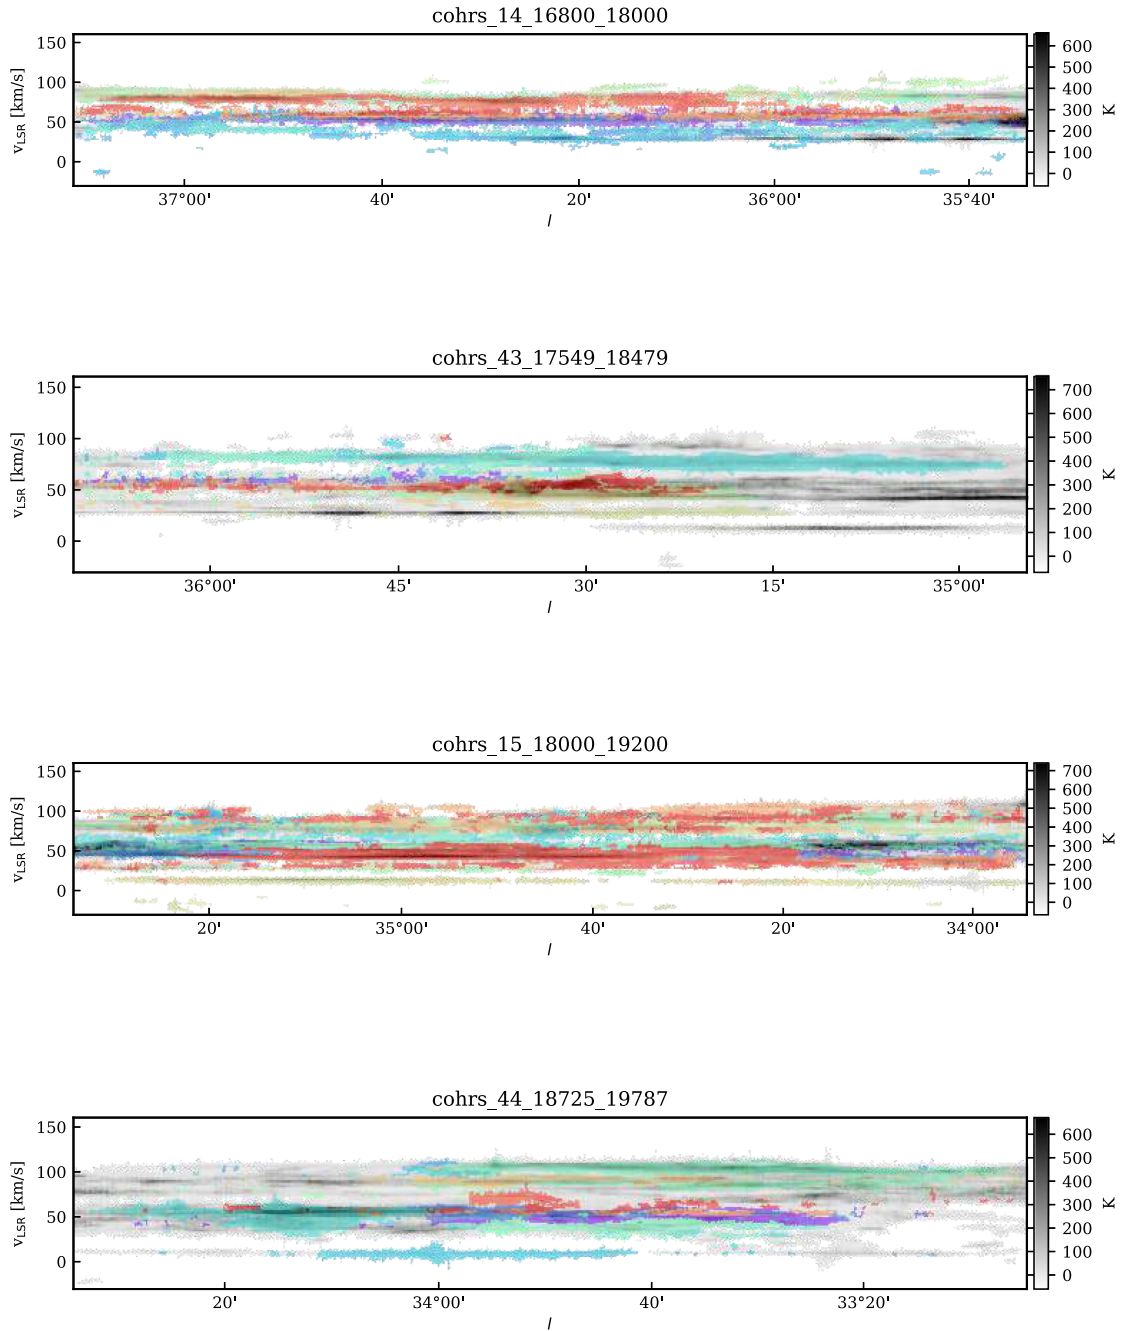 cohrs_14_16800_18000
150
100
50
0
v_LSR [km/s]
37°00' 40' 20' 36°00' 35°40'
l
600
500
400
300
200
100
0
K
cohrs_43_17549_18479
150
100
50
0
v_LSR [km/s]
36°00' 45' 30' 15' 35°00'
l
700
600
500
400
300
200
100
0
K
cohrs_15_18000_19200
150
100
50
0
v_LSR [km/s]
20' 35°00' 40' 20' 34°00'
l
700
600
500
400
300
200
100
0
K
cohrs_44_18725_19787
150
100
50
0
v_LSR [km/s]
20' 34°00' 40' 33°20'
l
600
500
400
300
200
100
0
K